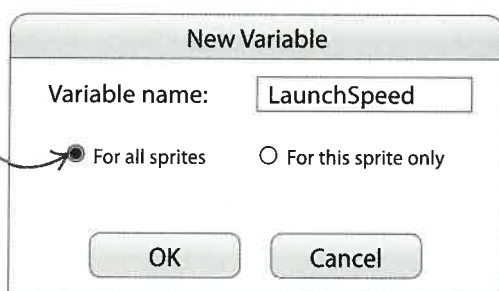 New Variable
Variable name: LaunchSpeed
For all sprites For this sprite only
OK Cancel